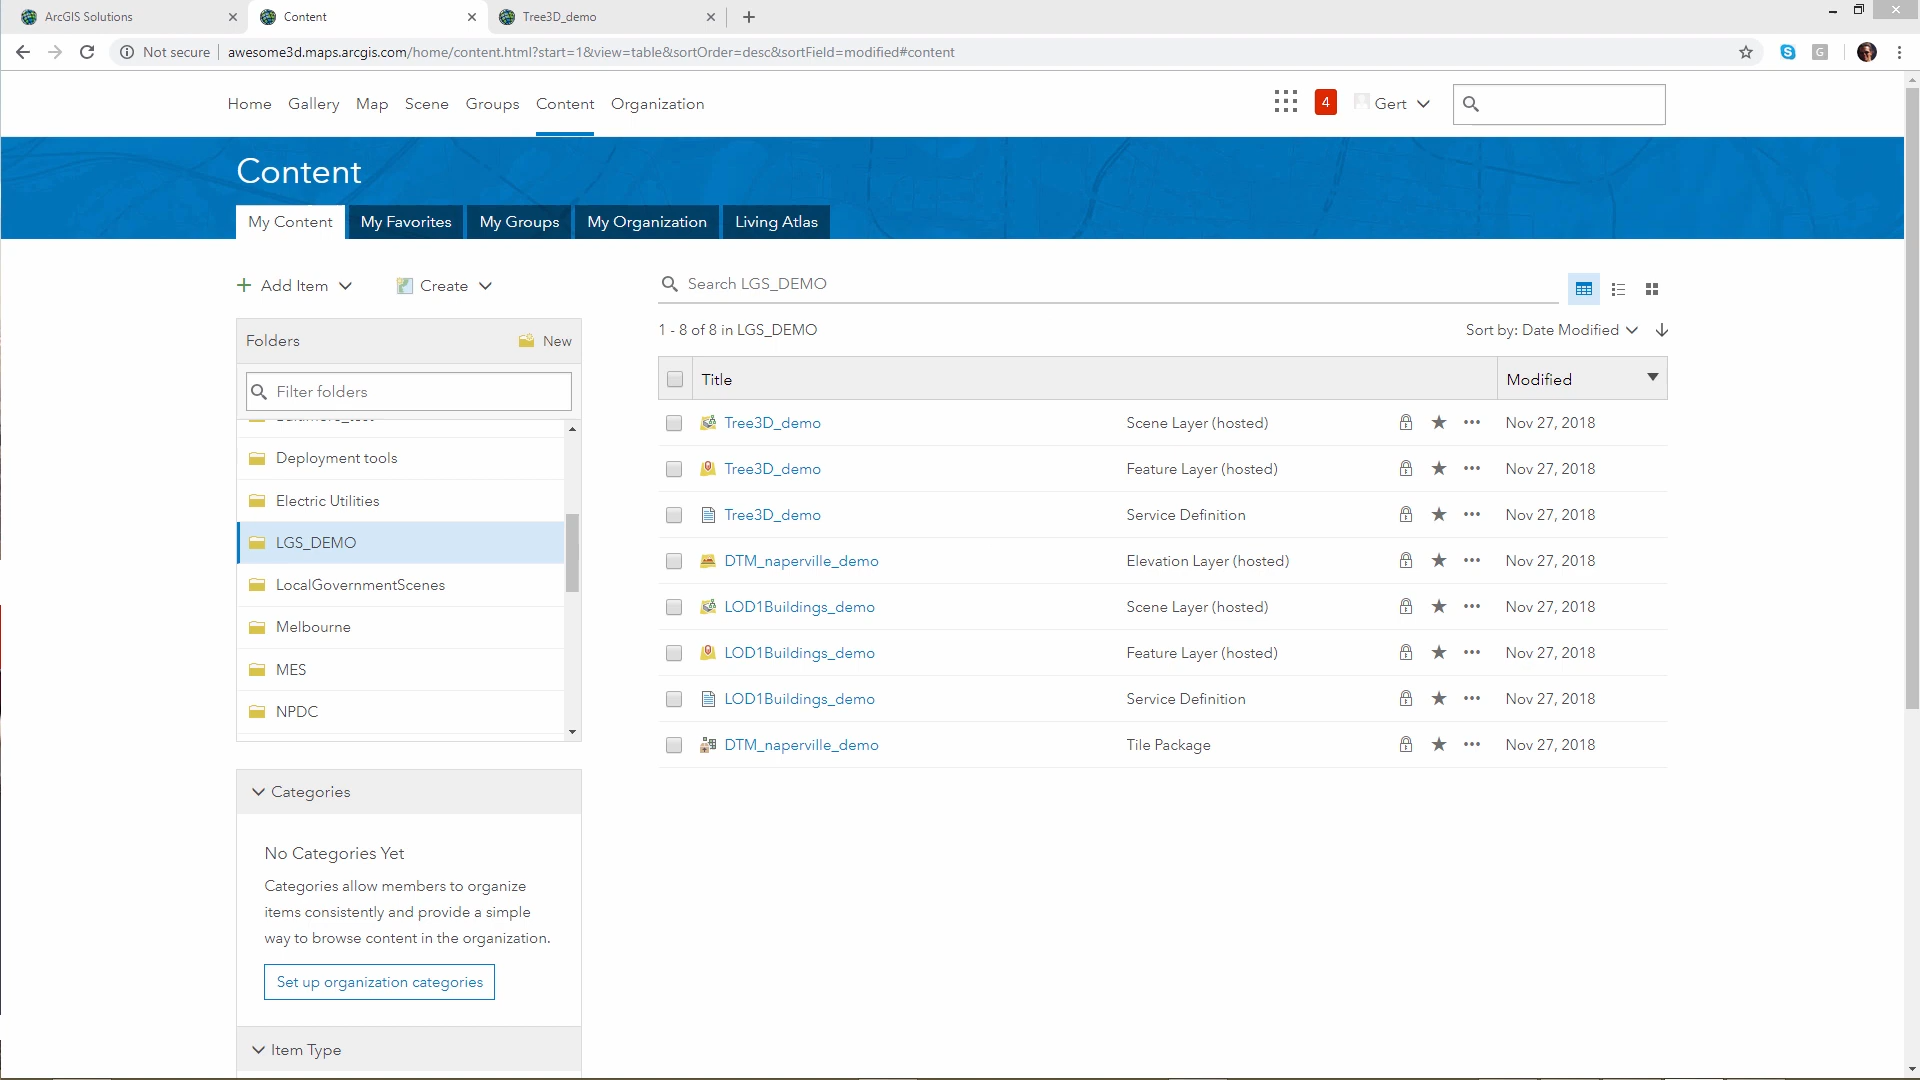 ArcGIS Solutions
Content
Tree3D_demo
Not secure
awesome3d.maps.arcgis.com/home/content.html?start=1&view=table&sortOrder=desc&sortField=modified#content
G
Home Gallery Map Scene Groups Content Organization
4
Gert
Content
My Content My Favorites My Groups My Organization Living Atlas
Add Item
Create
Search LGS_DEMO
1 - 8 of 8 in LGS_DEMO
Sort by: Date Modified
Folders
New
Filter folders
Deployment tools
Electric Utilities
LGS_DEMO
LocalGovernmentScenes
Melbourne
MES
NPDC
Title Modified
Tree3D_demo Scene Layer (hosted) Nov 27, 2018
Tree3D_demo Feature Layer (hosted) Nov 27, 2018
Tree3D_demo Service Definition Nov 27, 2018
DTM_naperville_demo Elevation Layer (hosted) Nov 27, 2018
LOD1Buildings_demo Scene Layer (hosted) Nov 27, 2018
LOD1Buildings_demo Feature Layer (hosted) Nov 27, 2018
LOD1Buildings_demo Service Definition Nov 27, 2018
DTM_naperville_demo Tile Package Nov 27, 2018
Categories
No Categories Yet
Categories allow members to organize
items consistently and provide a simple
way to browse content in the organization.
Set up organization categories
Item Type